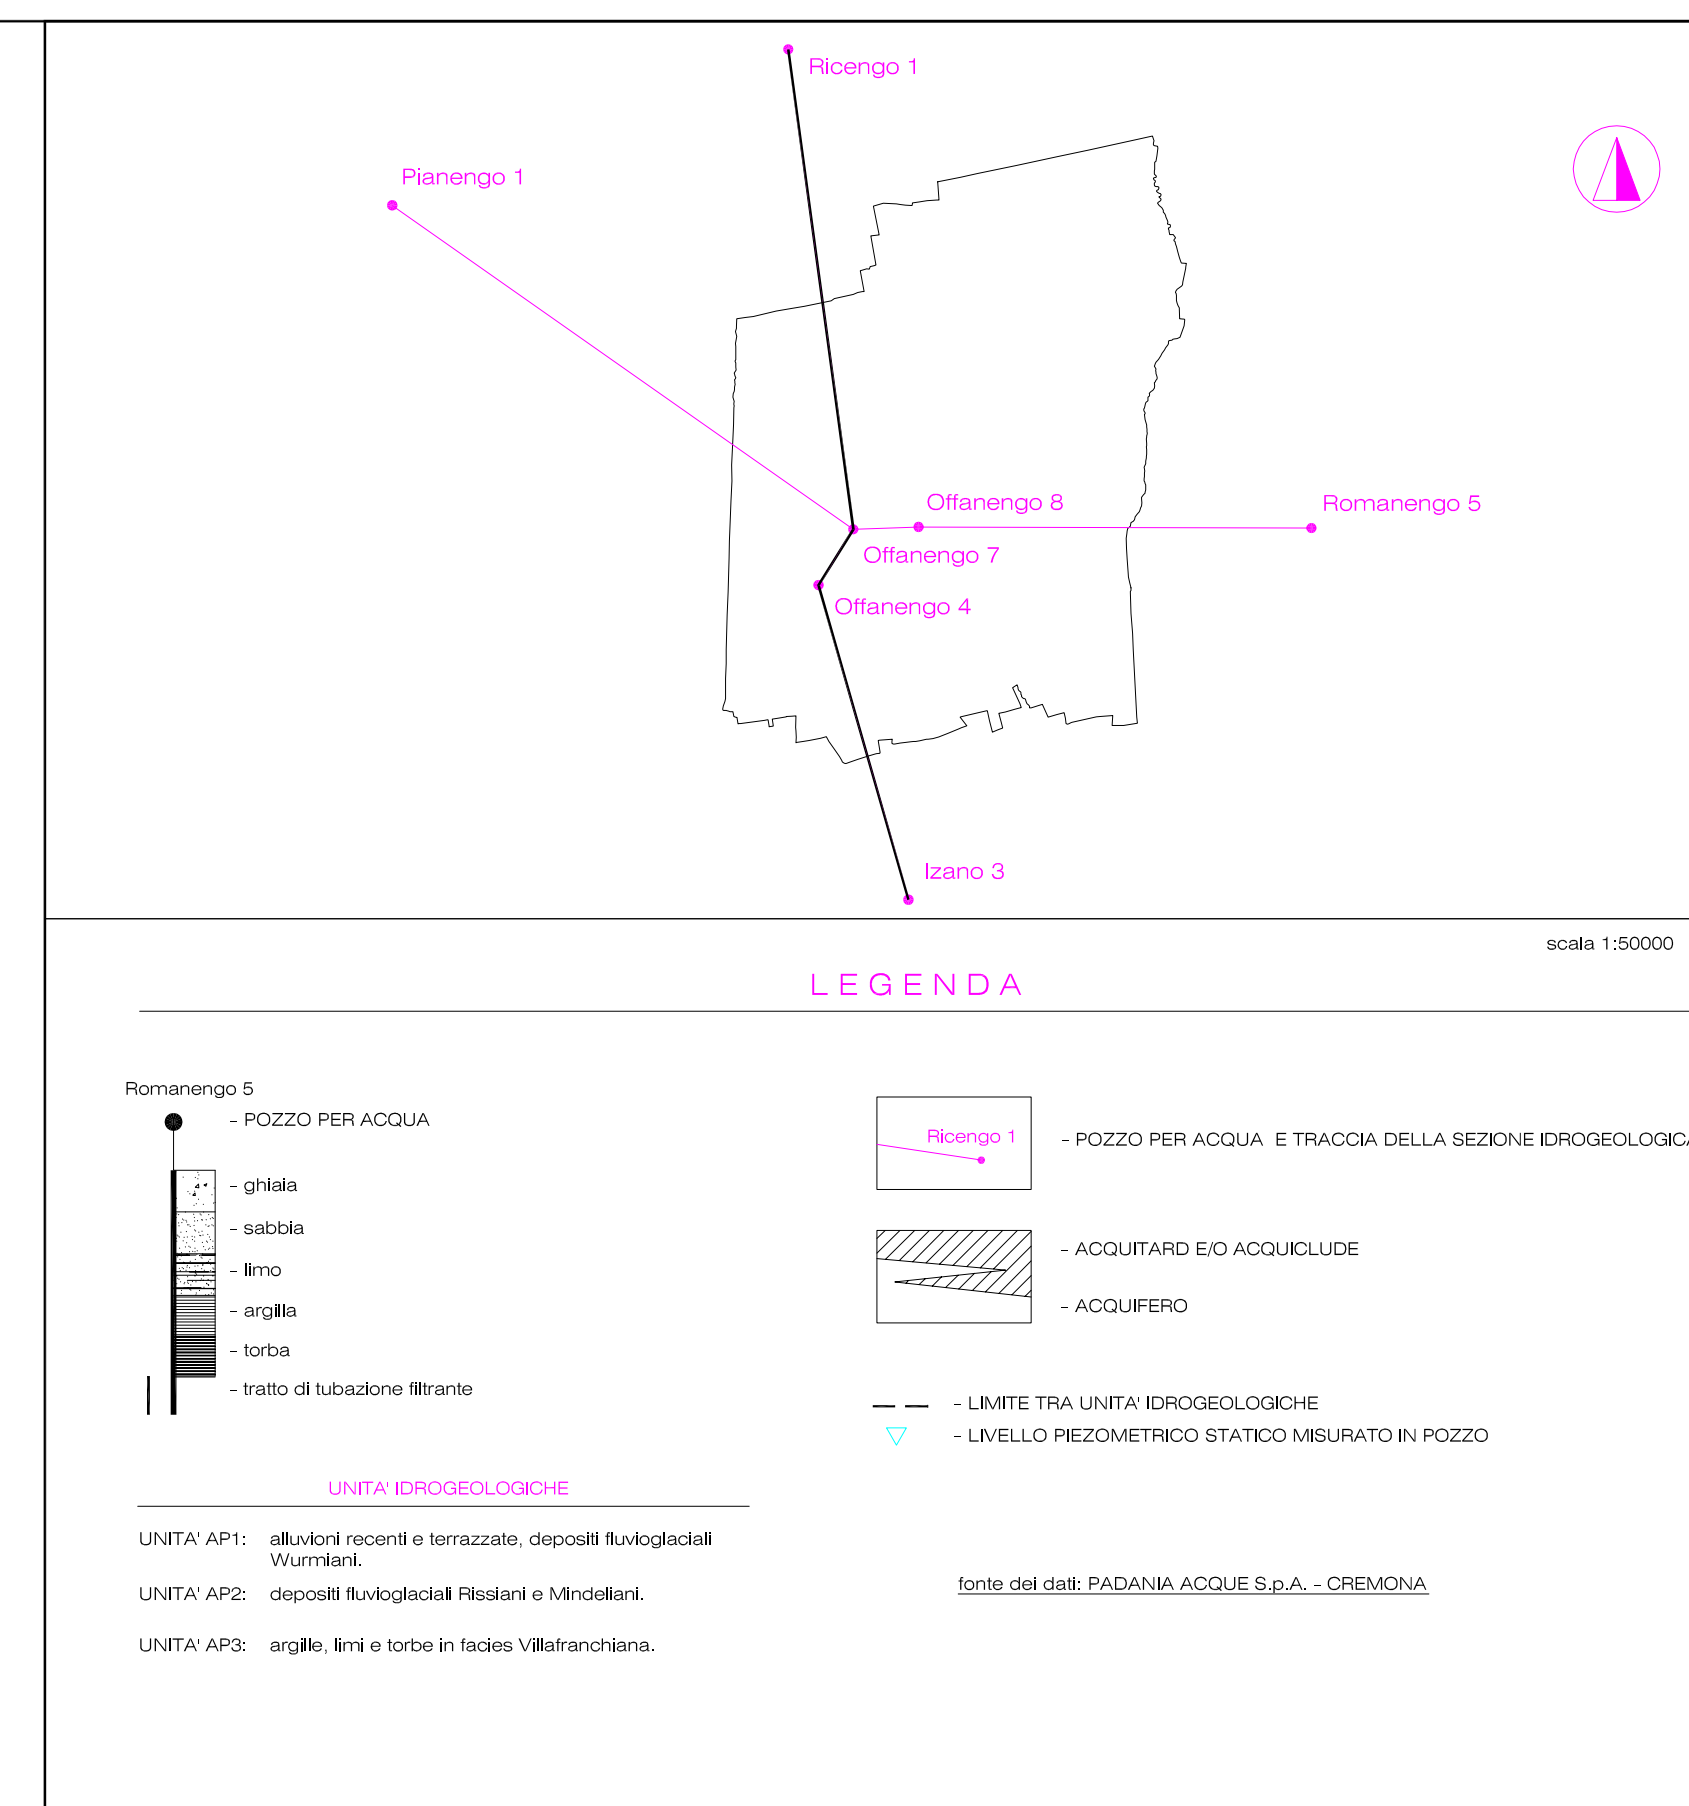 Ricengo 1
Pianengo 1
Offanengo 8
Romanengo 5
Offanengo 7
Offanengo 4
Izano 3
scala 1:50000
LEGENDA
Romanengo 5
- POZZO PER ACQUA
- ghiaia
- sabbia
- limo
- argilla
- torba
- tratto di tubazione filtrante
Ricengo 1
- POZZO PER ACQUA E TRACCIA DELLA SEZIONE IDROGEOLOGICA
- ACQUITARD E/O ACQUICLUDE
- ACQUIFERO
- LIMITE TRA UNITA' IDROGEOLOGICHE
- LIVELLO PIEZOMETRICO STATICO MISURATO IN POZZO
UNITA' IDROGEOLOGICHE
UNITA' AP1: alluvioni recenti e terrazzate, depositi fluvioglaciali
Wurmiani.
UNITA' AP2: depositi fluvioglaciali Rissiani e Mindeliani.
UNITA' AP3: argille, limi e torbe in facies Villafranchiana.
fonte dei dati: PADANIA ACQUE S.p.A. - CREMONA